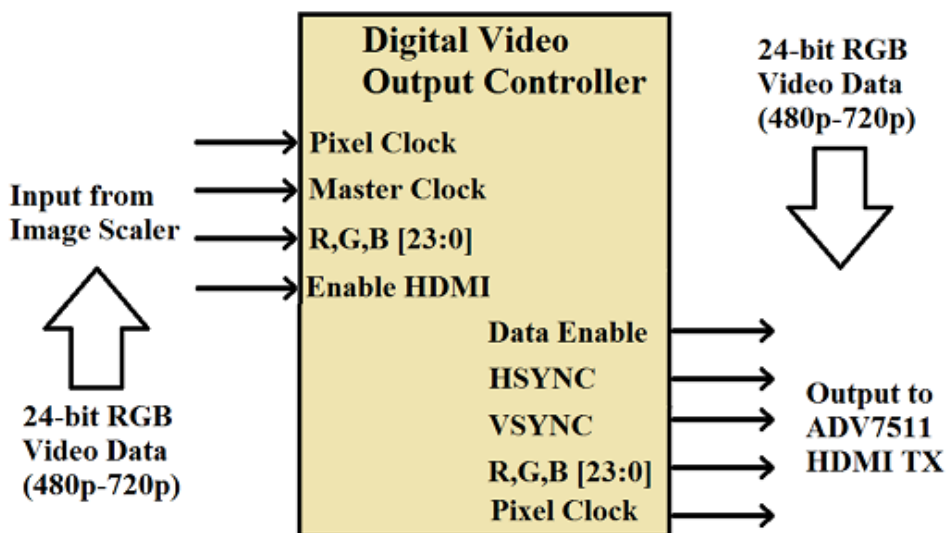 Digital Video
Output Controller
Pixel Clock
Master Clock
R,G,B [23:0]
Enable HDMI
Input from
Image Scaler
24-bit RGB
Video Data
(480p-720p)
Data Enable
HSYNC
VSYNC
R,G,B [23:0]
Pixel Clock
24-bit RGB
Video Data
(480p-720p)
Output to
ADV7511
HDMI TX